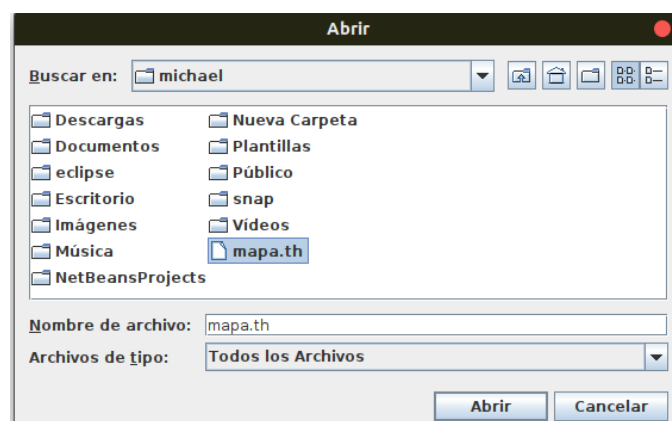 Abrir
Buscar en: michael
Descargas
Documentos
eclipse
Escritorio
Imágenes
Música
NetBeansProjects
Nueva Carpeta
Plantillas
Público
snap
Vídeos
mapa.th
Nombre de archivo: mapa.th
Archivos de tipo: Todos los Archivos
Abrir Cancelar